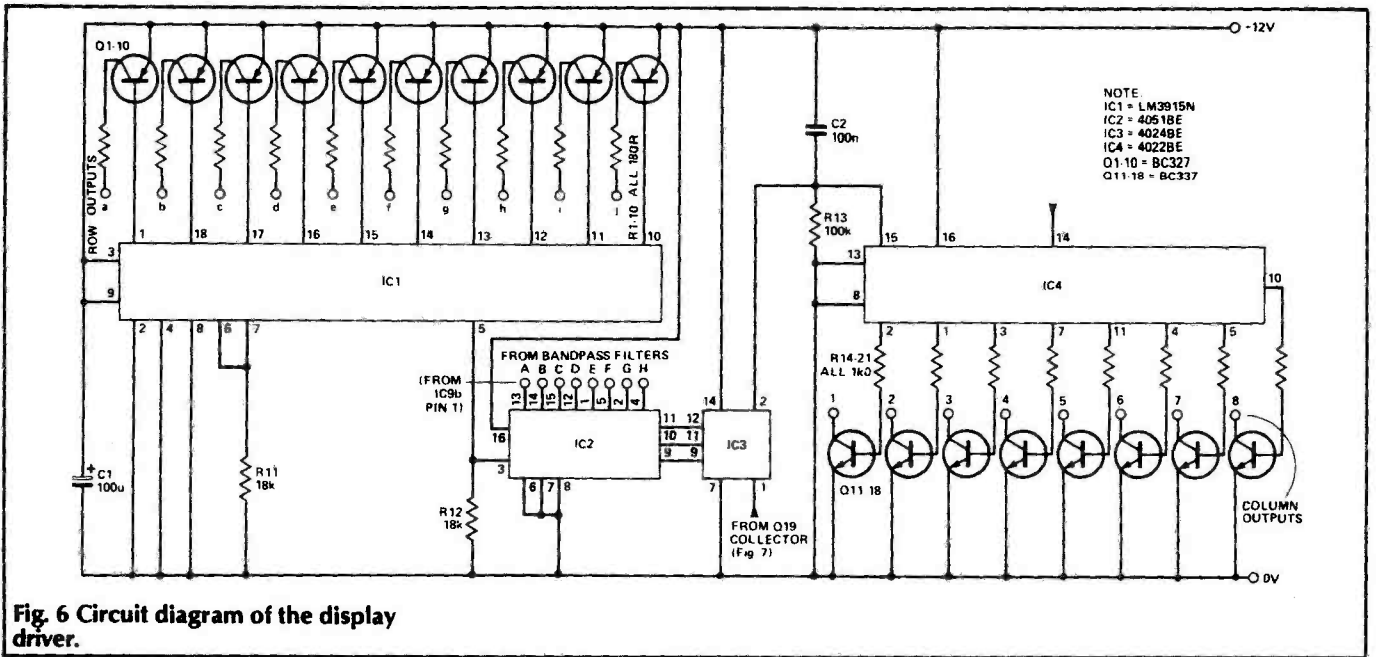 Q1-10
-12V
NOTE.
IC1 = LM3915N
IC2 = 4051BE
IC3 = 4024BE
IC4 = 4022BE
Q1-10 = BC327
Q11-18 = BC337
C2
100n
ROW OUTPUTS
a
b
c
d
e
f
g
h
i
j
R1-10 ALL 180R
1
18
17
16
15
14
13
12
11
10
3
9
IC1
2
4
8
6
7
5
R13
100k
15
16
14
13
8
IC4
10
2
1
3
7
11
4
5
R14-21
ALL 1k0
FROM BANDPASS FILTERS
(FROM
IC9b
PIN 1)
A B C D E F G H
13 14 15 12 1 5 2 4
16
3
IC2
11 12
10 11
9 9
6 7 8
14
2
IC3
7
1
FROM Q19
COLLECTOR
(Fig 7)
C1
100u
+
R11
18k
R12
18k
1
2
3
4
5
6
7
8
Q11 18
COLUMN
OUTPUTS
0V
Fig. 6 Circuit diagram of the display
driver.